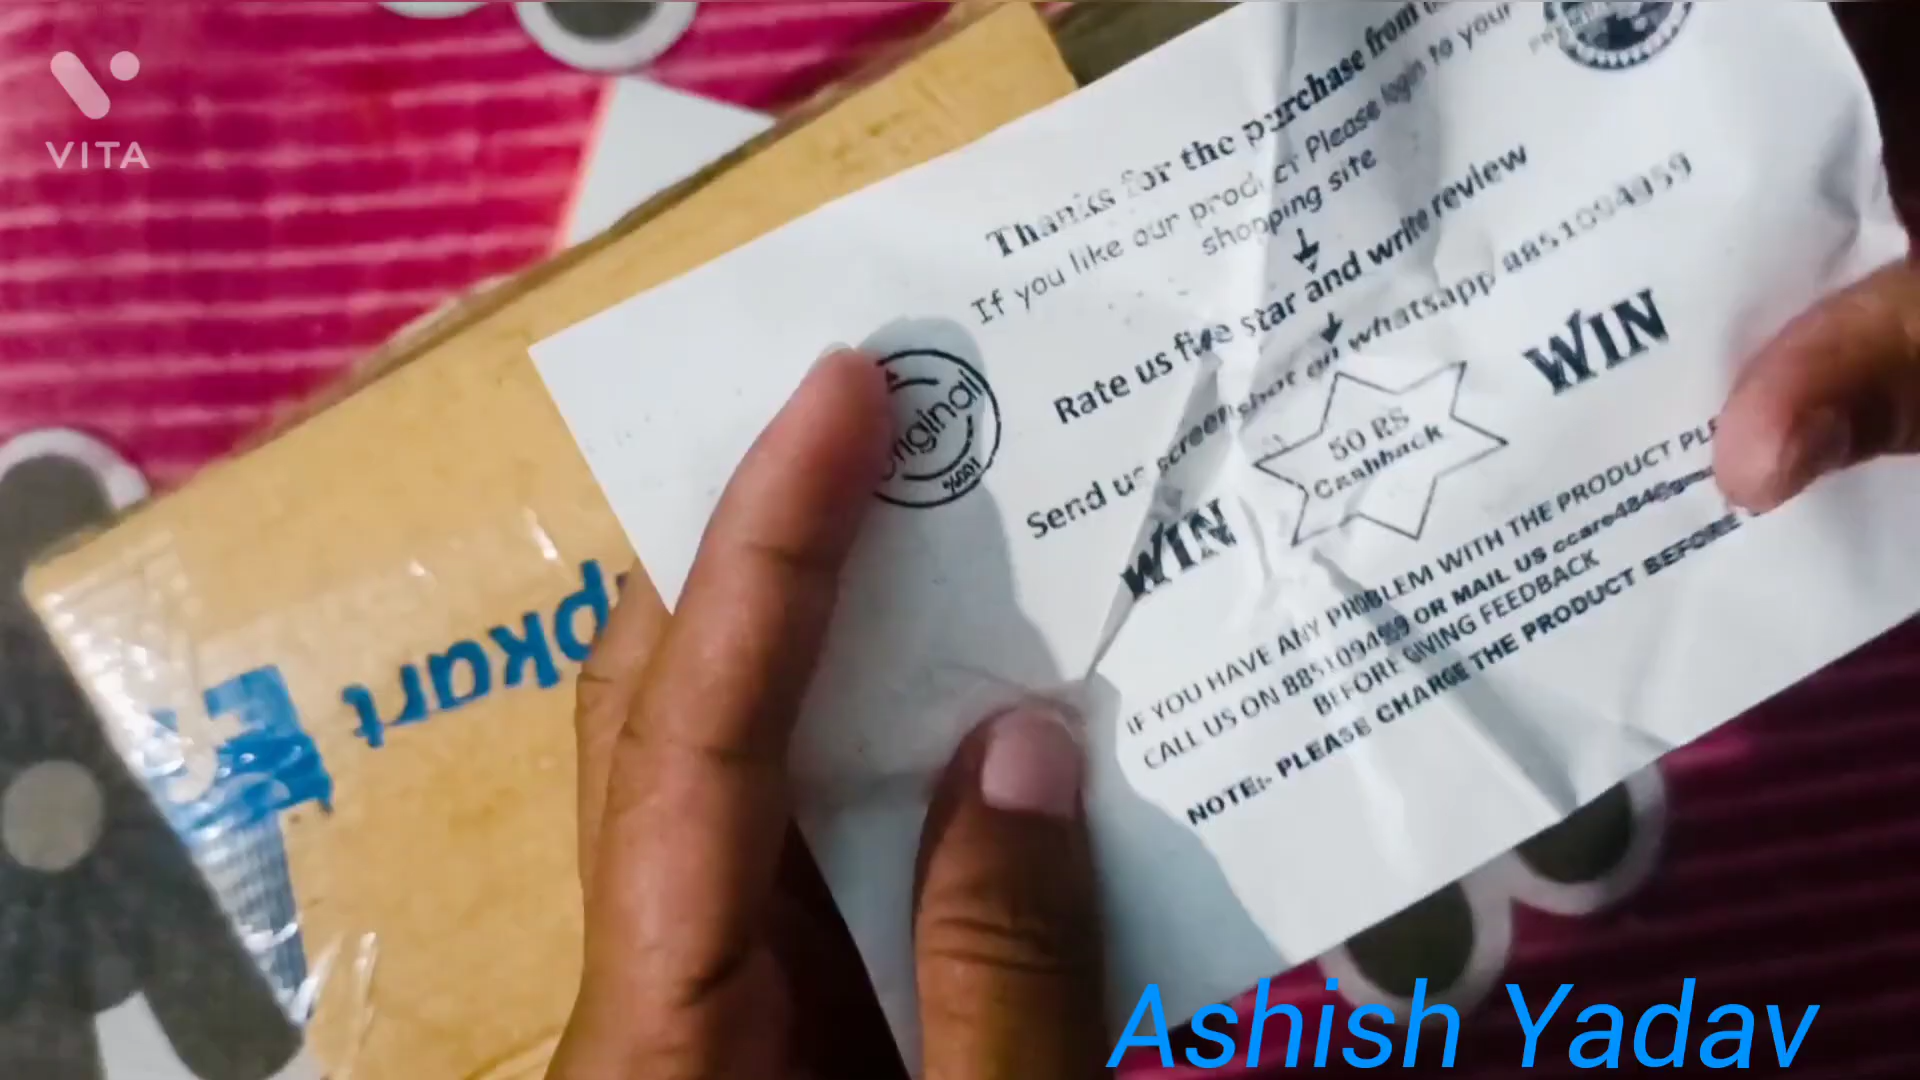 VITA
Thanks for the purchase from
If you like our product Please login to your
shopping site
Rate us five star and write review
Send us screenshot on whatsapp 8851094959
WIN
50 RS
Cashback
WIN
Original
100%
IF YOU HAVE ANY PROBLEM WITH THE PRODUCT
CALL US ON OR MAIL US
BEFORE GIVING FEEDBACK
NOTE:- PLEASE CHARGE THE PRODUCT BEFORE
pkart
Ashish Yadav